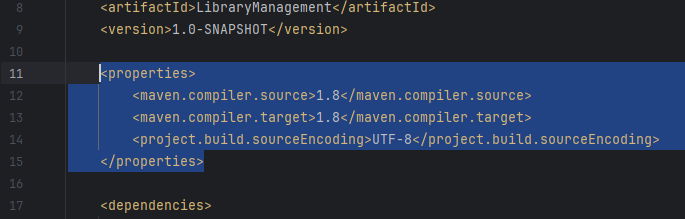 8 <artifactId>LibraryManagement</artifactId>
9 <version>1.0-SNAPSHOT</version>
10
11 <properties>
12 <maven.compiler.source>1.8</maven.compiler.source>
13 <maven.compiler.target>1.8</maven.compiler.target>
14 <project.build.sourceEncoding>UTF-8</project.build.sourceEncoding>
15 </properties>
16
17 <dependencies>